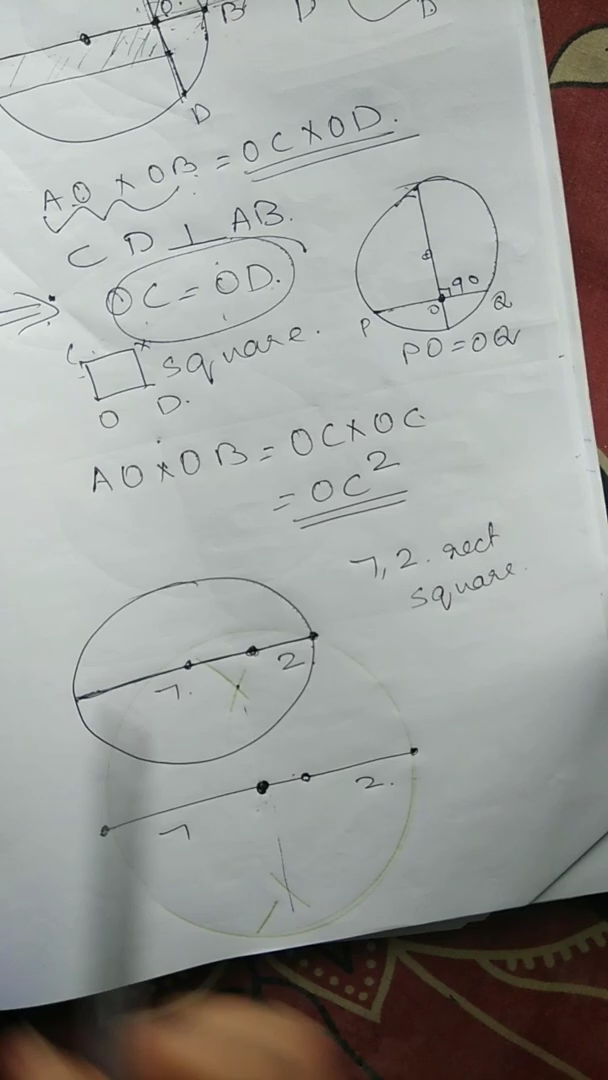 B D
D
D
AO × OB = OC × OD.
CD ⊥ AB.
⇒ OC = OD.
90
P O Q
PO = OQ
C X square.
O D.
AO × OB = OC × OC
= OC²
7, 2. rect
square.
7. 2
7 2.